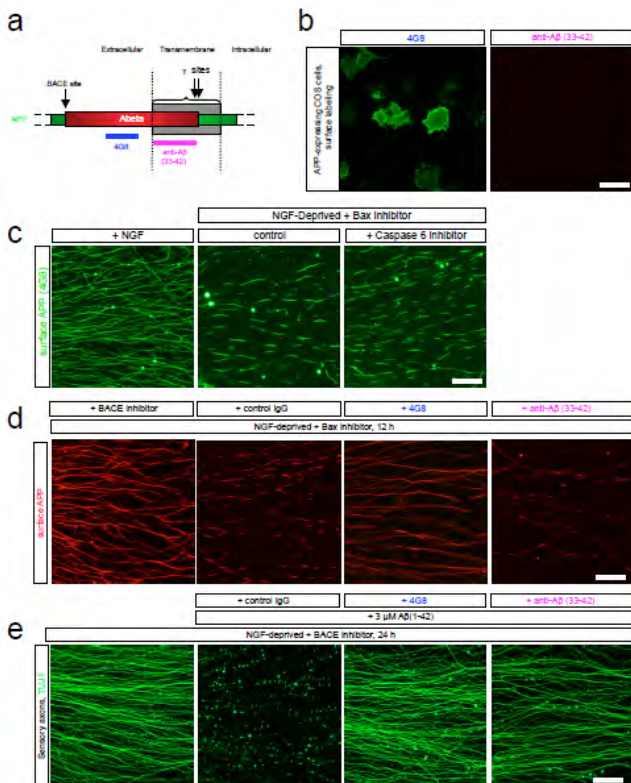 a
Extracellular Transmembrane Intracellular
? sites
BACE site
APP
Abeta
4G8
anti-Aβ
(33-42)
b
4G8
anti-Aβ (33-42)
APP-expressing COS cells,
surface labeling
c
NGF-Deprived + Bax Inhibitor
+ NGF
control
+ Caspase 6 Inhibitor
surface APP (4G8)
d
+ BACE Inhibitor
+ control IgG
+ 4G8
+ anti-Aβ (33-42)
NGF-deprived + Bax Inhibitor, 12 h
surface APP
e
+ control IgG
+ 4G8
+ anti-Aβ (33-42)
+ 3 µM Aβ(1-42)
NGF-deprived + BACE Inhibitor, 24 h
Sensory axons, TUJ1